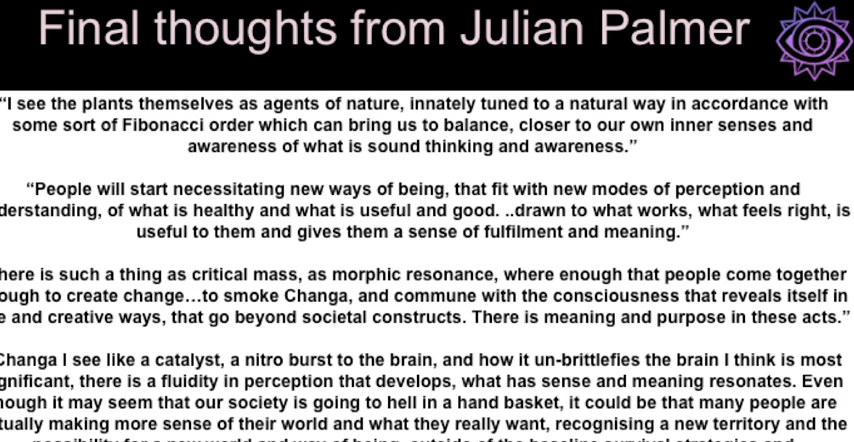 Final thoughts from Julian Palmer
“I see the plants themselves as agents of nature, innately tuned to a natural way in accordance with
some sort of Fibonacci order which can bring us to balance, closer to our own inner senses and
awareness of what is sound thinking and awareness.”
“People will start necessitating new ways of being, that fit with new modes of perception and
derstanding, of what is healthy and what is useful and good. ..drawn to what works, what feels right, is
useful to them and gives them a sense of fulfilment and meaning.”
here is such a thing as critical mass, as morphic resonance, where enough that people come together
ough to create change…to smoke Changa, and commune with the consciousness that reveals itself in
e and creative ways, that go beyond societal constructs. There is meaning and purpose in these acts.”
Changa I see like a catalyst, a nitro burst to the brain, and how it un-brittlefies the brain I think is most
gnificant, there is a fluidity in perception that develops, what has sense and meaning resonates. Even
hough it may seem that our society is going to hell in a hand basket, it could be that many people are
tually making more sense of their world and what they really want, recognising a new territory and the